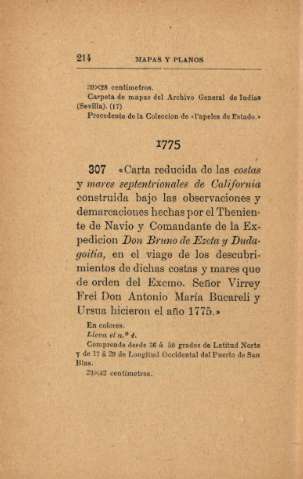 214 MAPAS Y PLANOS
39×28 centímetros.
Carpeta de mapas del Archivo General de Indias
(Sevilla). (17)
Procedente de la Coleccion de «Papeles de Estado.»
1775
307 «Carta reducida de las costas
y mares septentrionales de California
construida bajo las observaciones y
demarcaciones hechas por el Thenien-
te de Navio y Comandante de la Ex-
pedicion Don Bruno de Ezeta y Duda-
goitia, en el viage de los descubri-
mientos de dichas costas y mares que
de orden del Excmo. Señor Virrey
Frei Don Antonio María Bucareli y
Ursua hicieron el año 1775.»
En colores.
Lleva el n.º 4.
Comprende desde 36 á 58 grados de Latitud Norte
y de 17 á 29 de Longitud Occidental del Puerto de San
Blas.
32×42 centímetros.